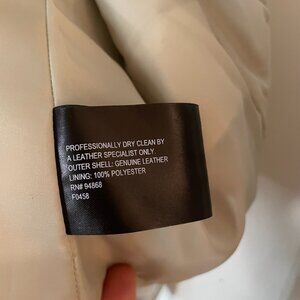 PROFESSIONALLY DRY CLEAN BY
A LEATHER SPECIALIST ONLY
OUTER SHELL: GENUINE LEATHER
LINING: 100% POLYESTER
RN# 94868
F0458